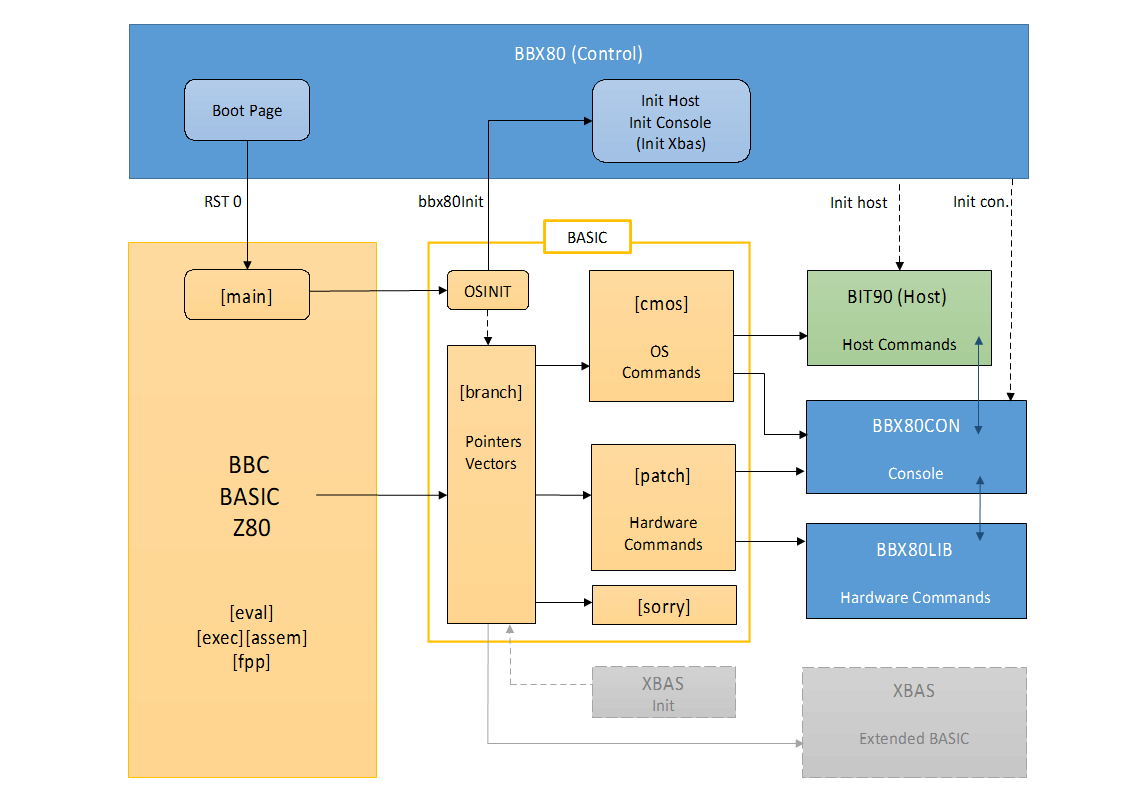 BBX80 (Control)
Boot Page
Init Host
Init Console
(Init Xbas)
RST 0
bbx80Init
Init host
Init con.
BASIC
[main]
OSINIT
[cmos]
OS
Commands
BIT90 (Host)
Host Commands
[branch]
Pointers
Vectors
BBX80CON
Console
BBC
BASIC
Z80
[patch]
Hardware
Commands
BBX80LIB
Hardware Commands
[sorry]
[eval]
[exec][assem]
[fpp]
XBAS
Init
XBAS
Extended BASIC